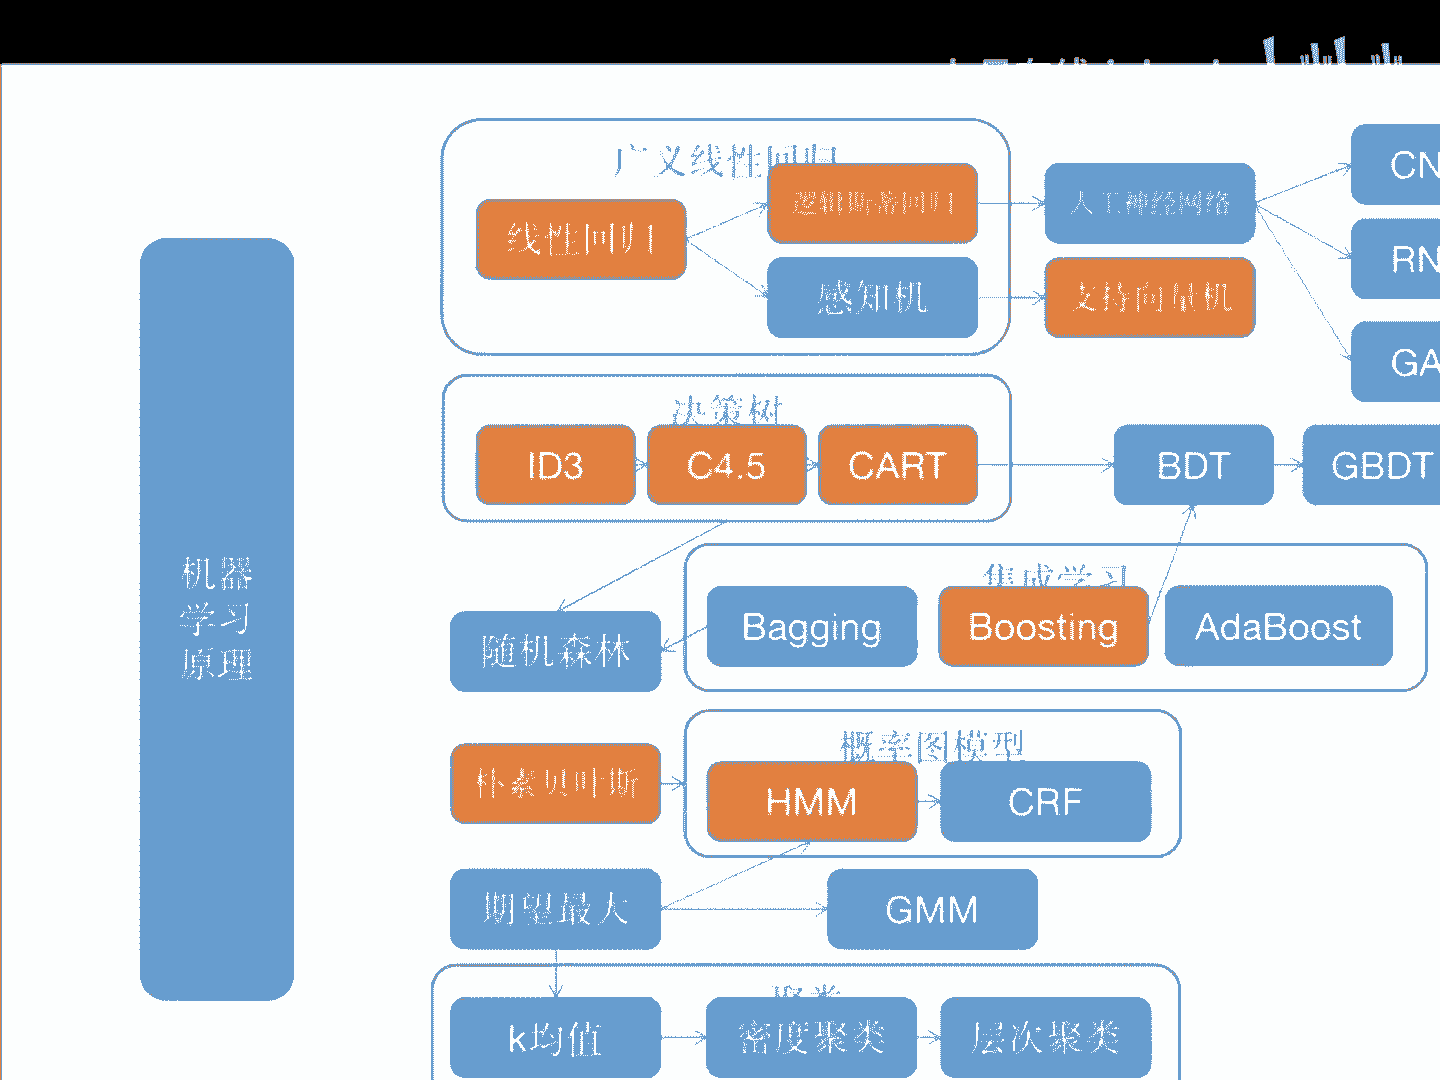 广义线性回归
线性回归
逻辑斯蒂回归
人工神经网络
CN
感知机
支持向量机
RN
GA
决策树
ID3
C4.5
CART
BDT
GBDT
机器
学习
原理
集成学习
随机森林
Bagging
Boosting
AdaBoost
概率图模型
朴素贝叶斯
HMM
CRF
期望最大
GMM
聚类
k均值
密度聚类
层次聚类